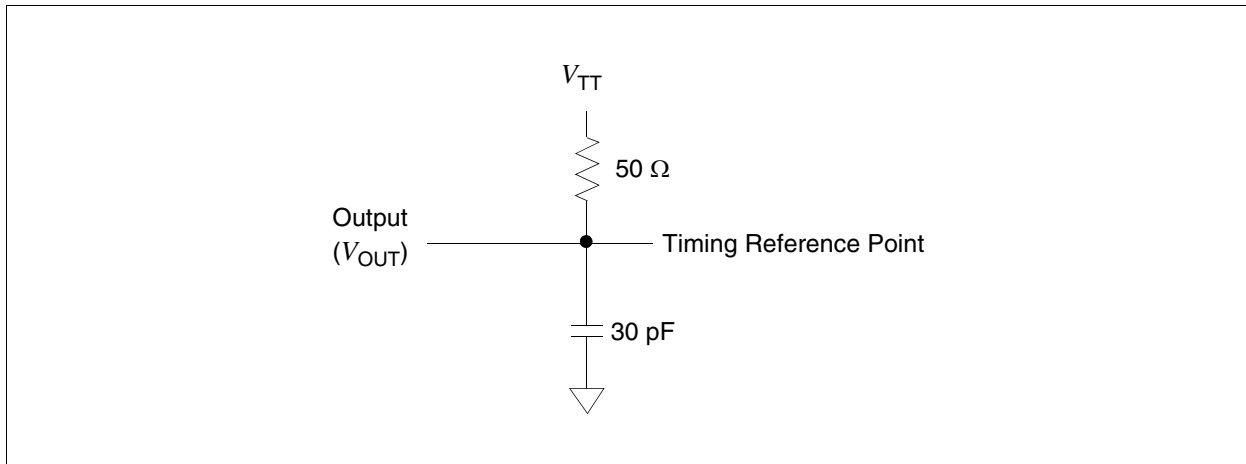 V_TT
50 Ω
Output
(V_OUT)
Timing Reference Point
30 pF